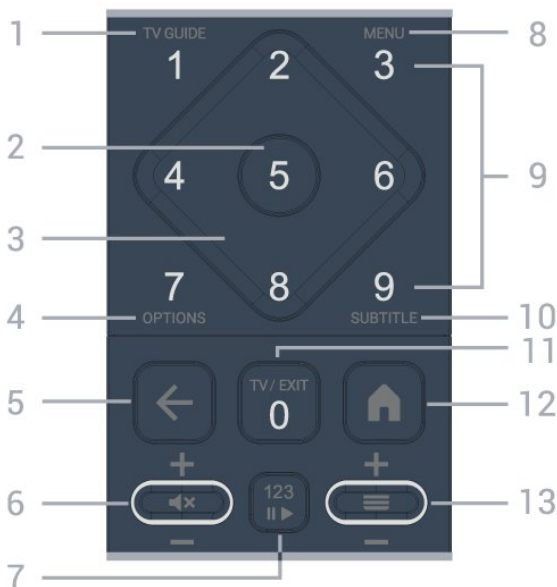 1 TV GUIDE MENU 8
1 2 3
2
4 5 6 9
3
7 8 9
4 OPTIONS SUBTITLE 10
11
5 TV / EXIT 12
0
+ +
6 123 13
- -
7